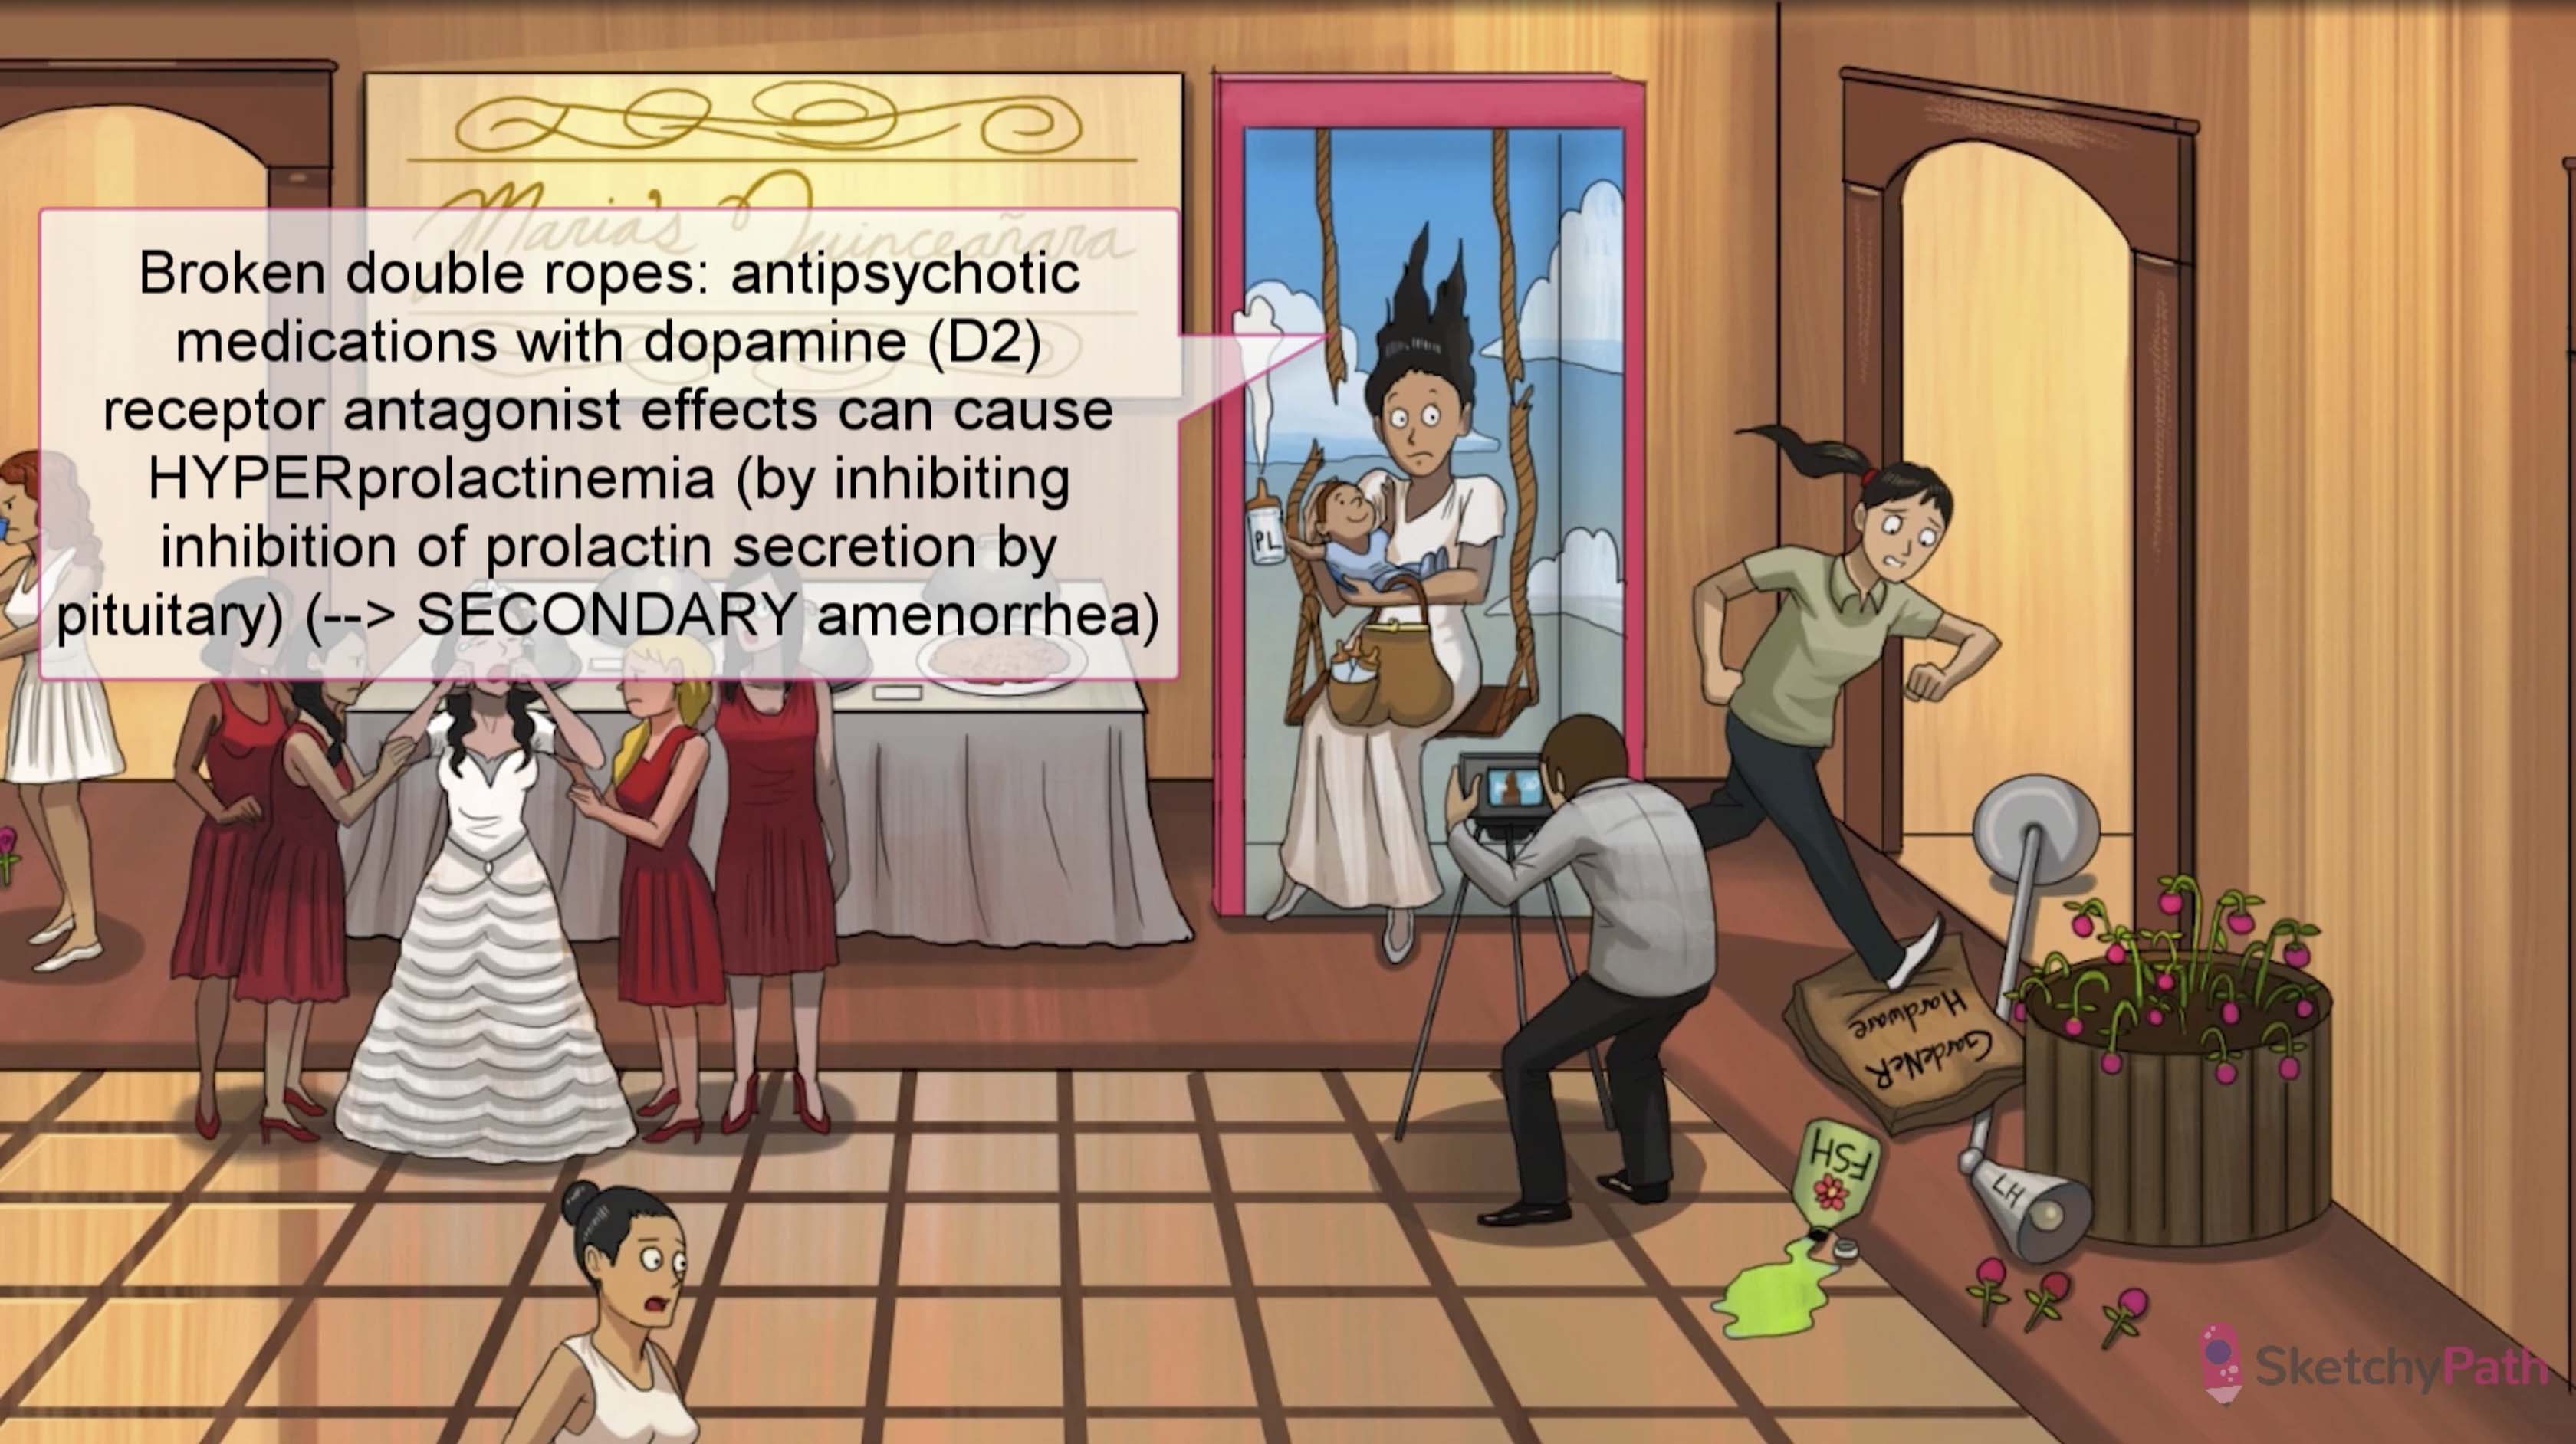 Maria's Quinceañara
Broken double ropes: antipsychotic
medications with dopamine (D2)
receptor antagonist effects can cause
HYPERprolactinemia (by inhibiting
inhibition of prolactin secretion by
pituitary) (--> SECONDARY amenorrhea)
PL
GardeNeR
Hardware
FSH
LH
SketchyPath